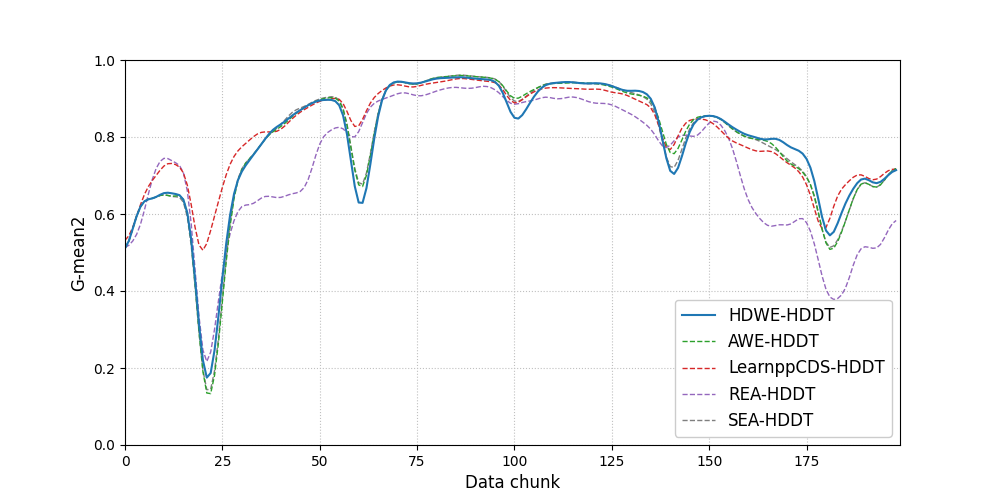 1.0
0.8
0.6
0.4
0.2
0.0
G-mean2
0 25 50 75 100 125 150 175
Data chunk
HDWE-HDDT
AWE-HDDT
LearnppCDS-HDDT
REA-HDDT
SEA-HDDT